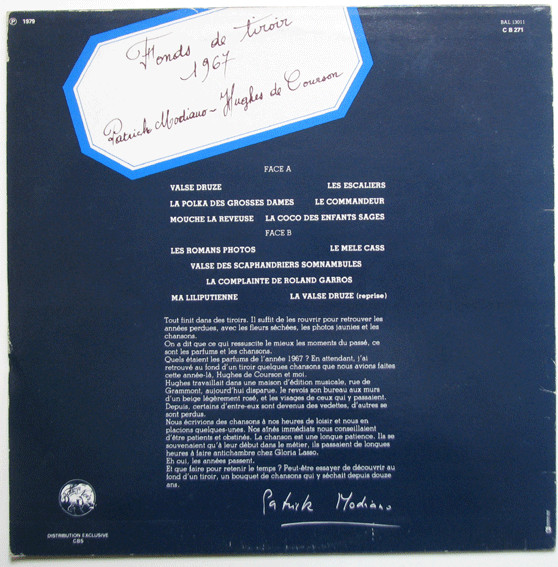 ℗ 1979
BAL 13011
C B 271
Fonds de tiroir
1967
Patrick Modiano - Hughes de Courson
FACE A
VALSE DRUZE LES ESCALIERS
LA POLKA DES GROSSES DAMES LE COMMANDEUR
MOUCHE LA REVEUSE LA COCO DES ENFANTS SAGES
FACE B
LES ROMANS PHOTOS LE MELE CASS
VALSE DES SCAPHANDRIERS SOMNAMBULES
LA COMPLAINTE DE ROLAND GARROS
MA LILIPUTIENNE LA VALSE DRUZE (reprise)
Tout finit dans des tiroirs. Il suffit de les rouvrir pour retrouver les
années perdues, avec les fleurs séchées, les photos jaunies et les
chansons.
On a dit que ce qui ressuscite le mieux les moments du passé, ce
sont les parfums et les chansons.
Quels étaient les parfums de l'année 1967 ? En attendant, j'ai
retrouvé au fond d'un tiroir quelques chansons que nous avions faites
cette année-là, Hughes de Courson et moi.
Hughes travaillait dans une maison d'édition musicale, rue de
Grammont, aujourd'hui disparue. Je revois son bureau aux murs
d'un beige légèrement rosé, et les visages de ceux qui y passaient.
Depuis, certains d'entre-eux sont devenus des vedettes, d'autres se
sont perdus.
Nous écrivions des chansons à nos heures de loisir et nous en
placions quelques-unes. Nos aînés immédiats nous conseillaient
d'être patients et obstinés. La chanson est une longue patience. Ils se
souvenaient qu'à leur début dans le métier, ils passaient de longues
heures à faire antichambre chez Gloria Lasso.
Eh oui, les années passent.
Et que faire pour retenir le temps ? Peut-être essayer de découvrir au
fond d'un tiroir, un bouquet de chansons qui y séchait depuis douze
ans.
Patrick Modiano
DISTRIBUTION EXCLUSIVE
CBS